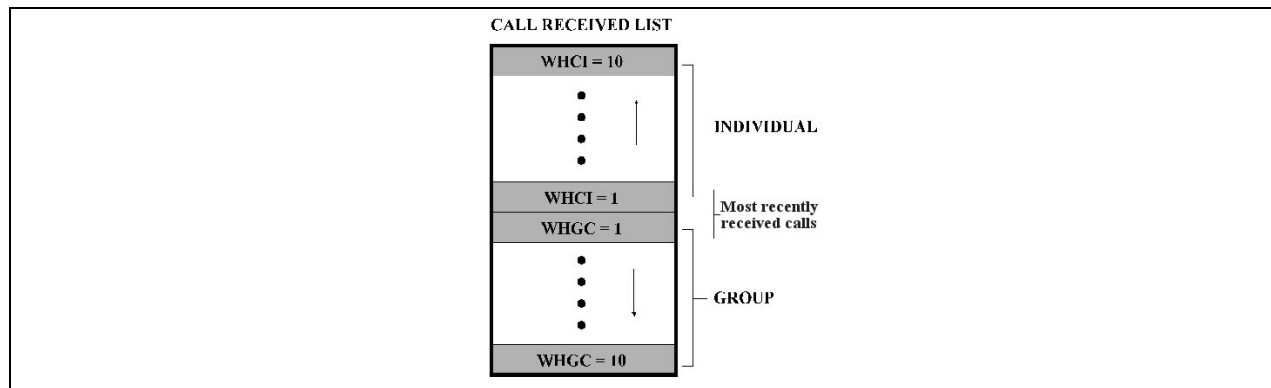 CALL RECEIVED LIST
WHCI = 10
INDIVIDUAL
WHCI = 1
Most recently
received calls
WHGC = 1
GROUP
WHGC = 10